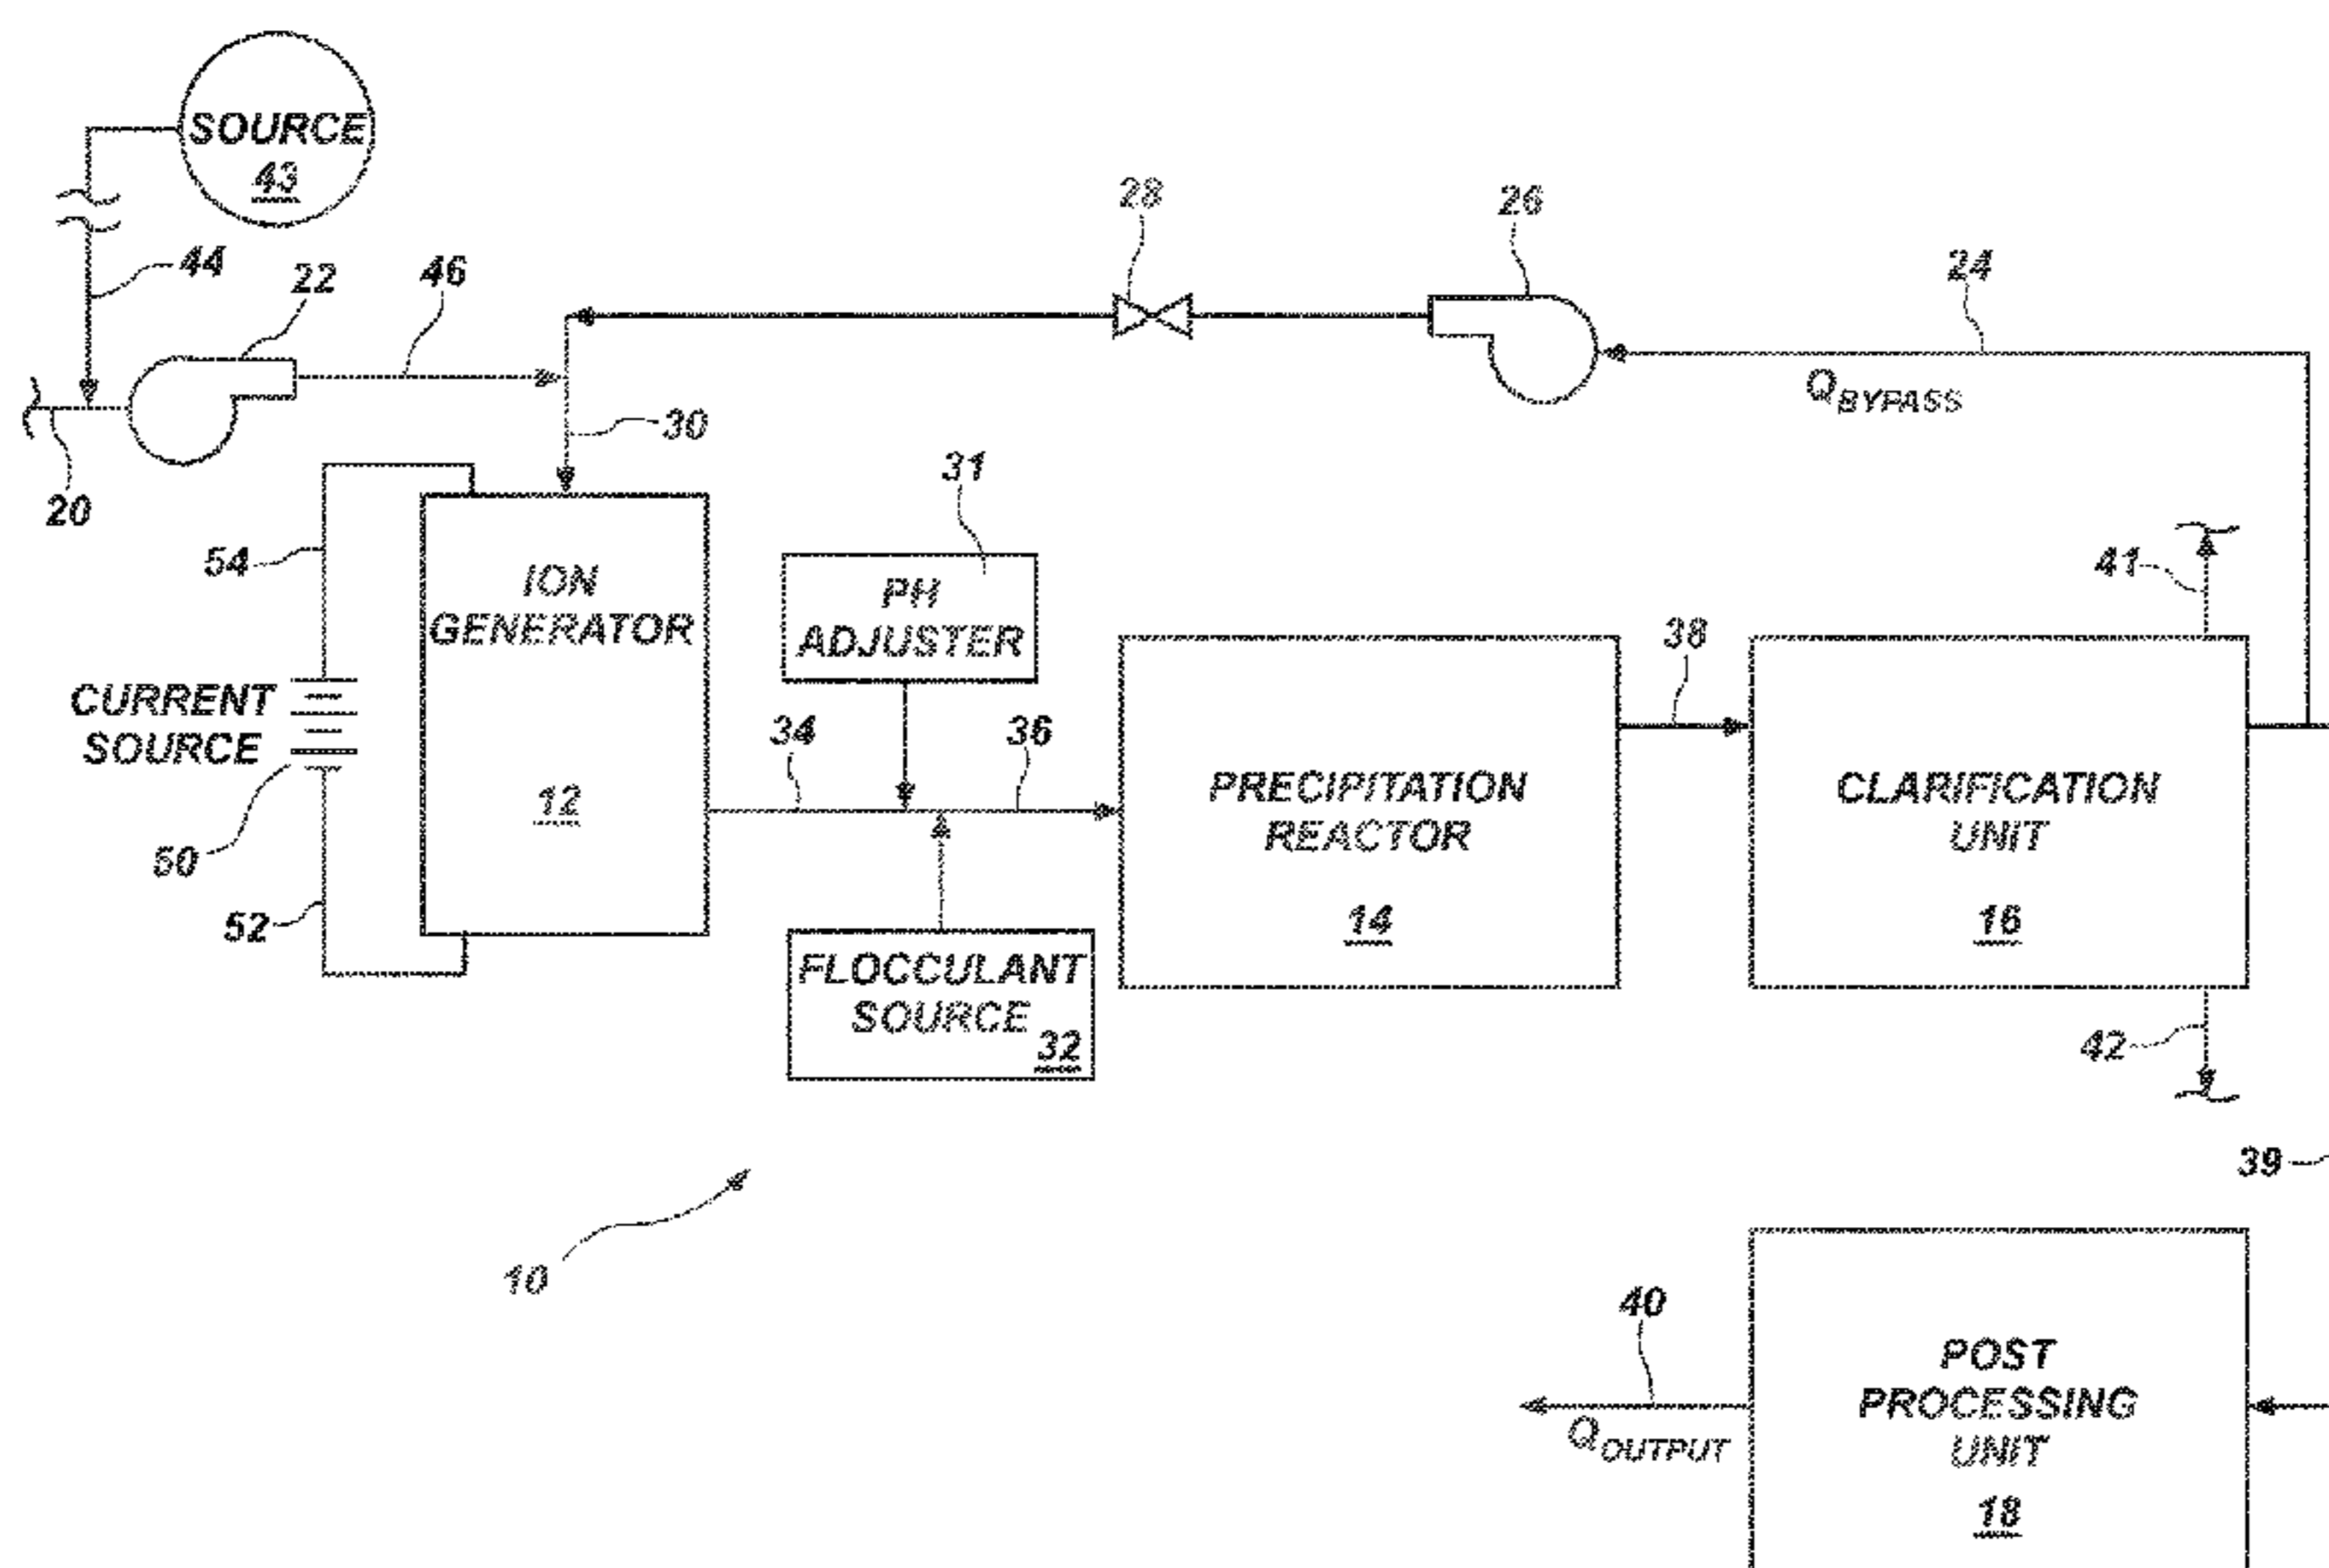 SOURCE
43
28
26
44
22
46
24
Q BYPASS
30
20
31
54
ION
GENERATOR
PH
ADJUSTER
41
38
CURRENT
SOURCE
34
36
12
PRECIPITATION
REACTOR
CLARIFICATION
UNIT
50
52
14
16
FLOCCULANT
SOURCE
32
42
39
10
40
POST
PROCESSING
UNIT
Q OUTPUT
18